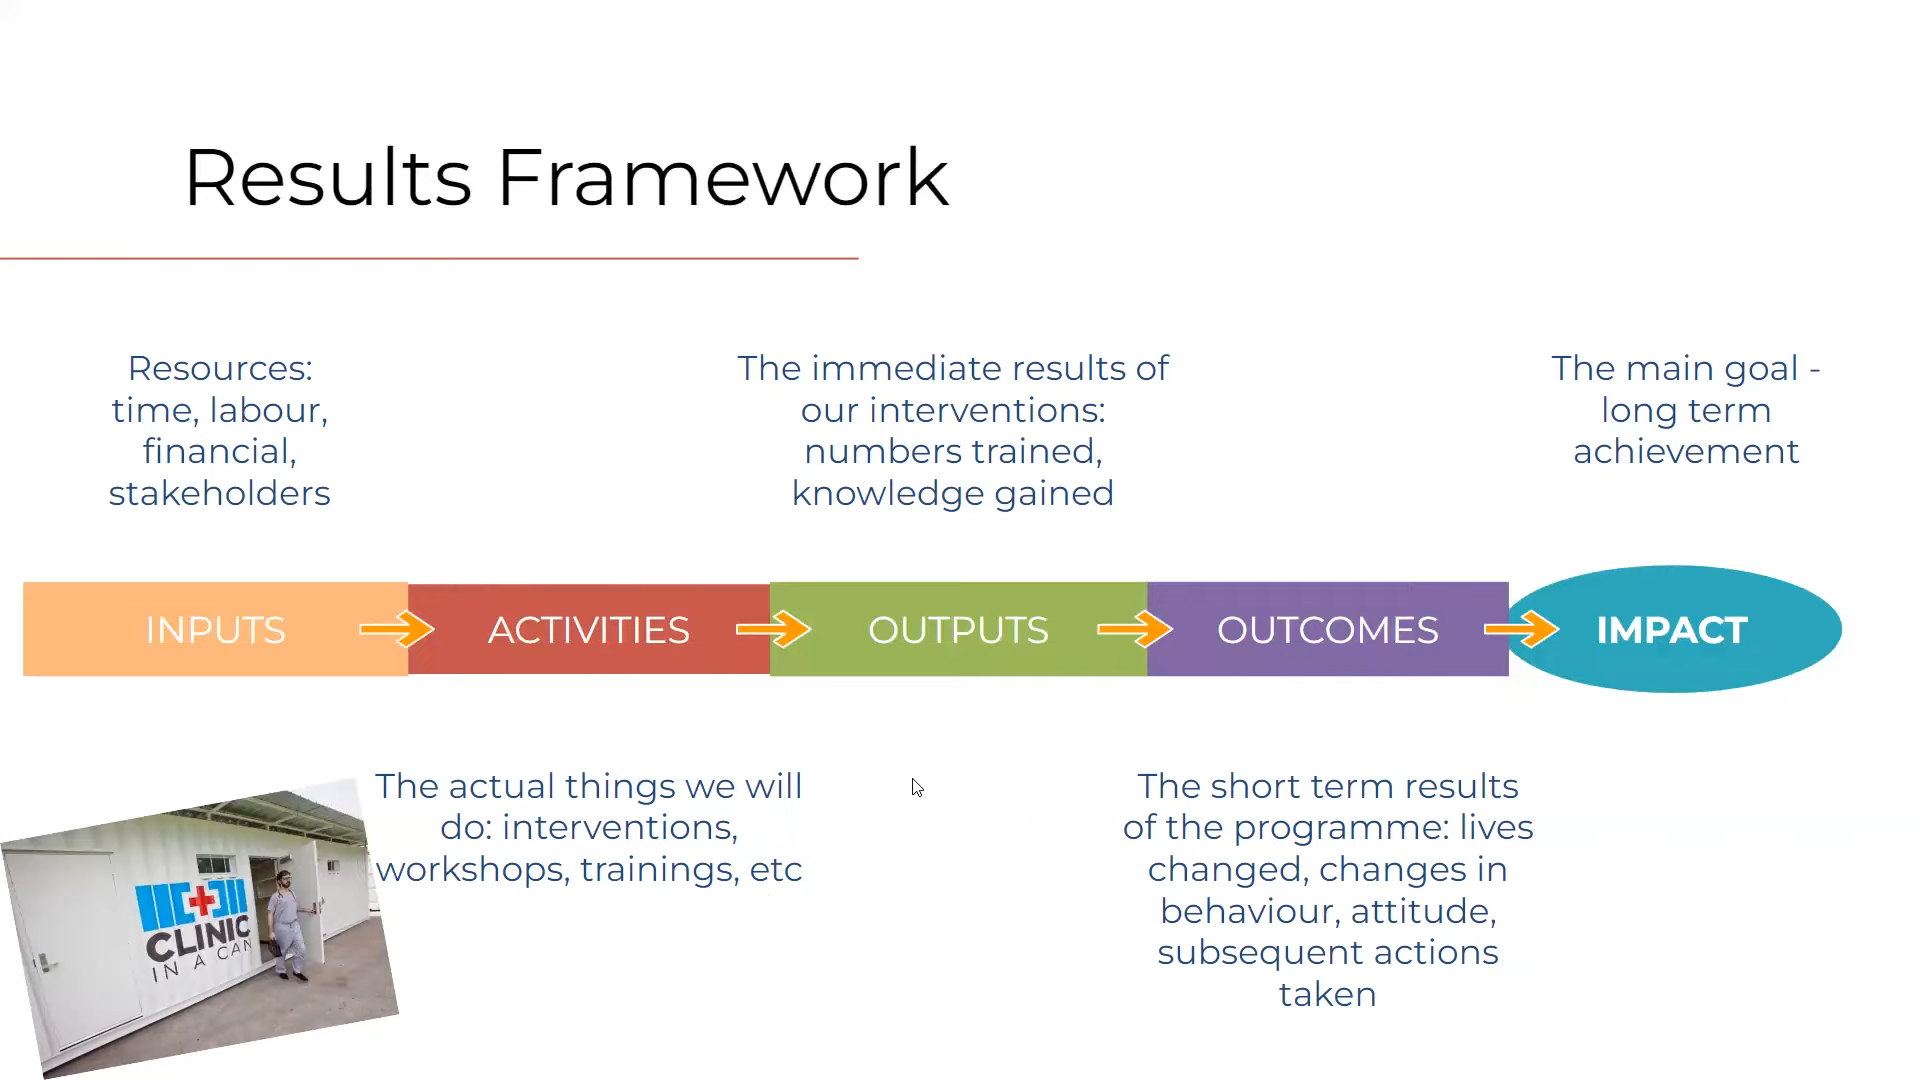 Results Framework
Resources:
time, labour,
financial,
stakeholders
The immediate results of
our interventions:
numbers trained,
knowledge gained
The main goal -
long term
achievement
INPUTS
ACTIVITIES
OUTPUTS
OUTCOMES
IMPACT
The actual things we will
do: interventions,
workshops, trainings, etc
The short term results
of the programme: lives
changed, changes in
behaviour, attitude,
subsequent actions
taken
CLINIC
IN A CAN